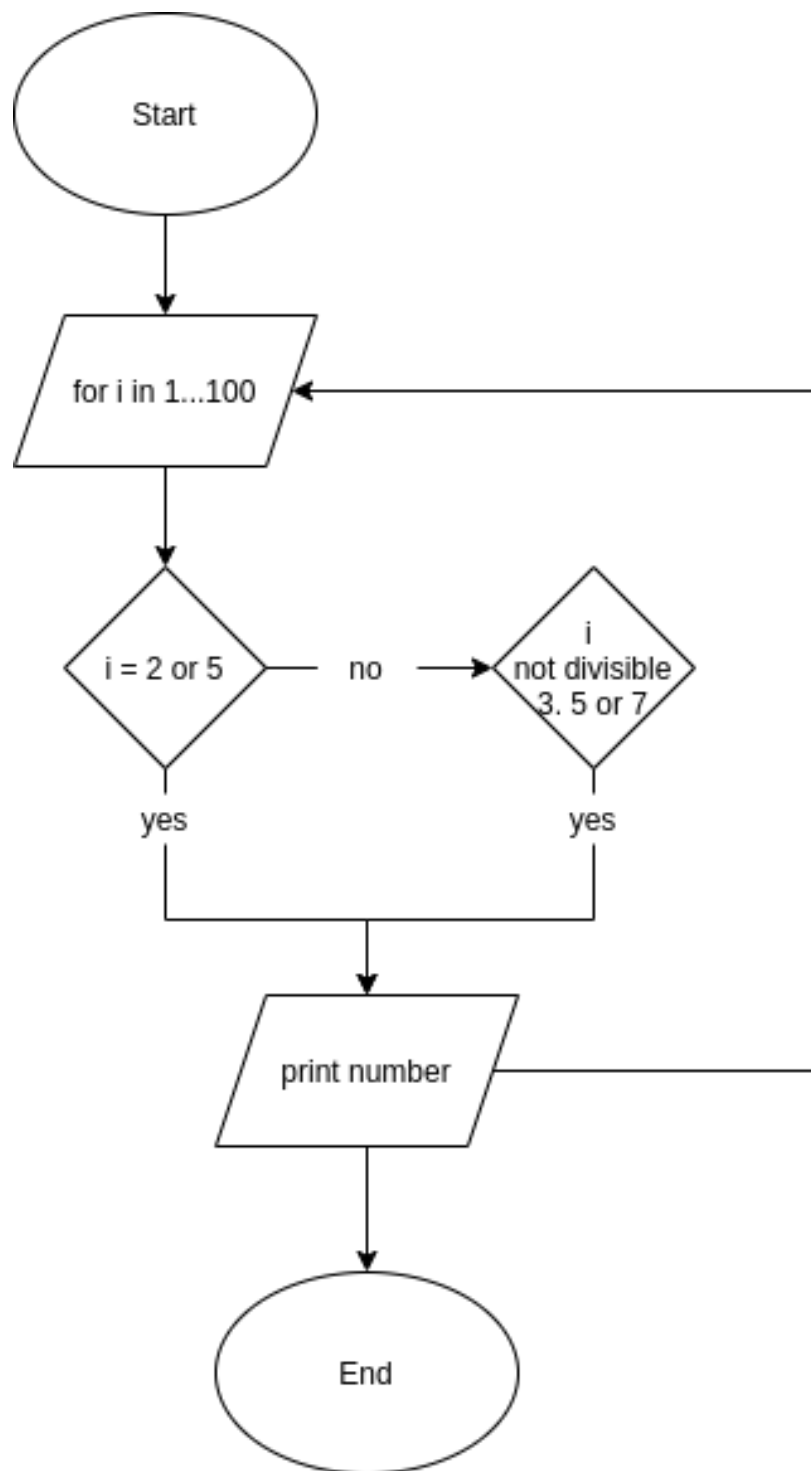 Start
for i in 1...100
i = 2 or 5
no
i
not divisible
3. 5 or 7
yes
yes
print number
End